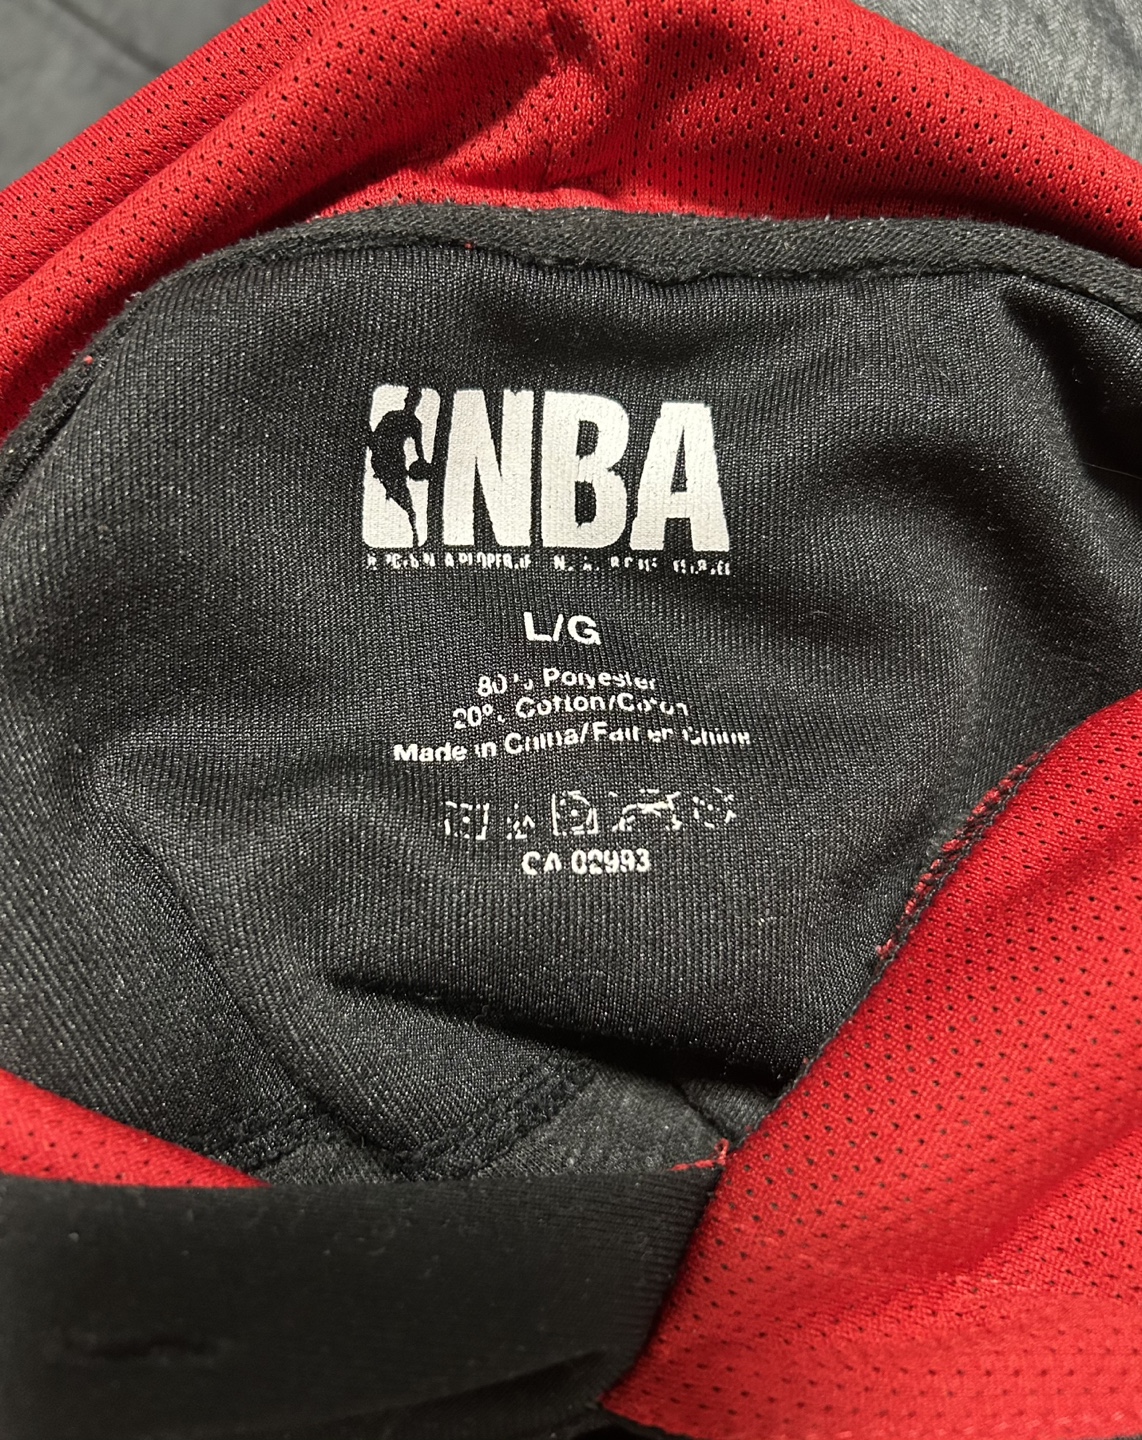 NBA
L/G
80% Polyester
20% Cotton/Coton
Made in China/Fait en Chine
CA 02993